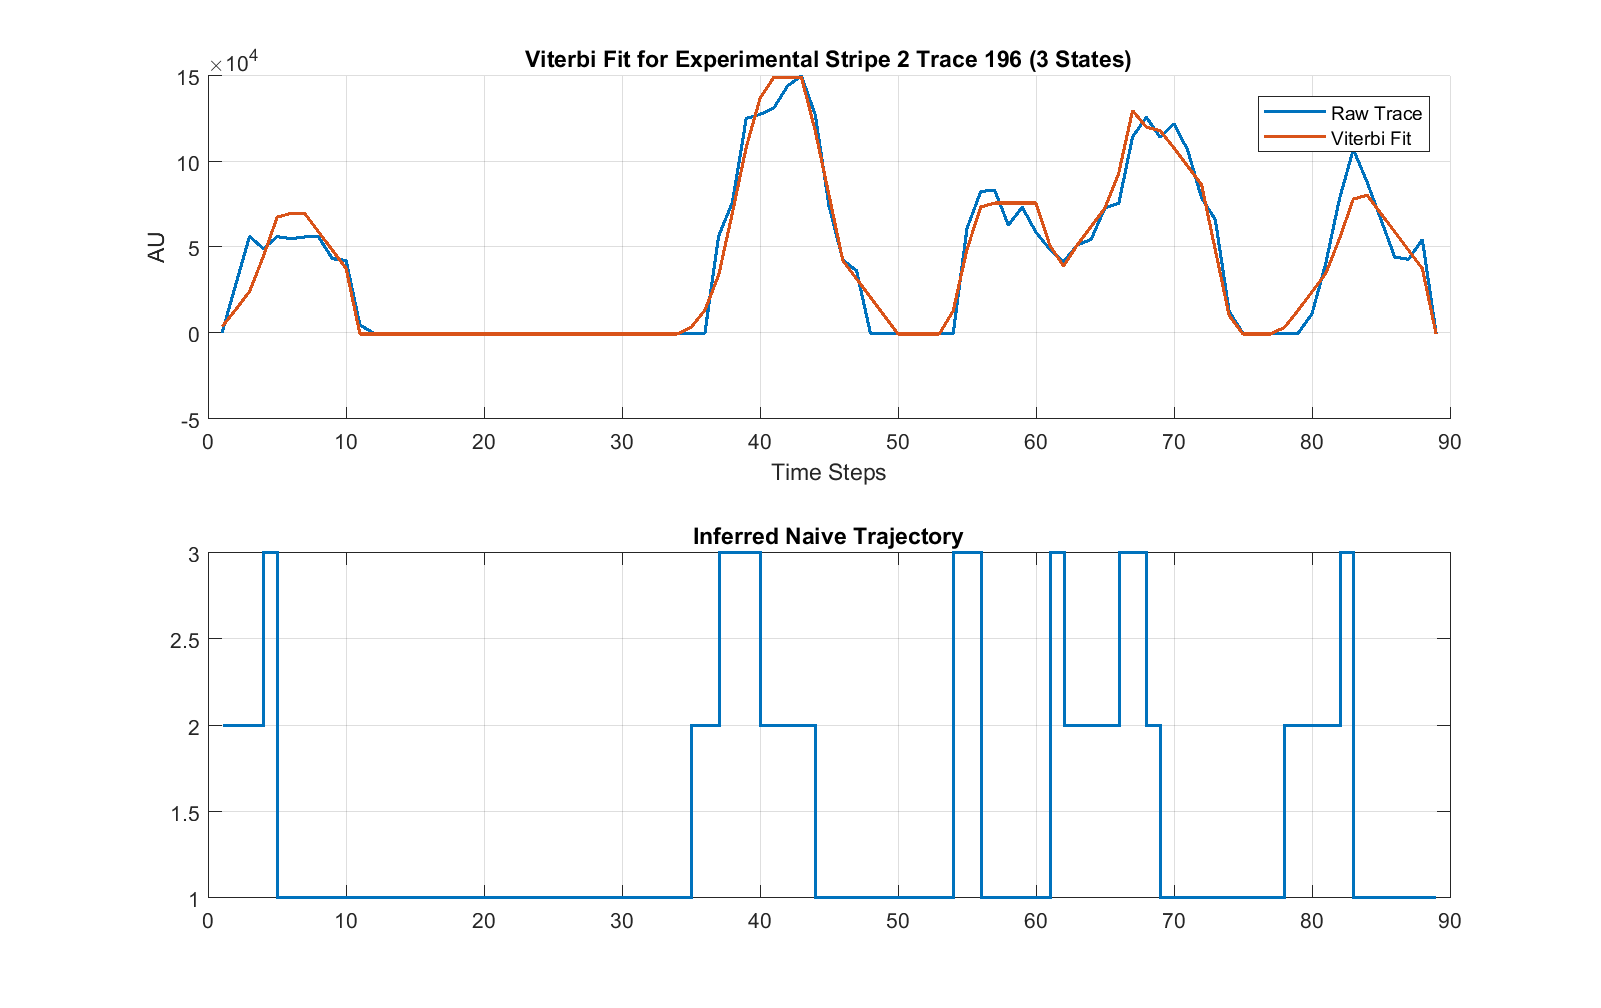 Viterbi Fit for Experimental Stripe 2 Trace 196 (3 States)
×10^4
15
10
5
0
-5
AU
Raw Trace
Viterbi Fit
0 10 20 30 40 50 60 70 80 90
Time Steps
Inferred Naive Trajectory
3
2.5
2
1.5
1
0 10 20 30 40 50 60 70 80 90